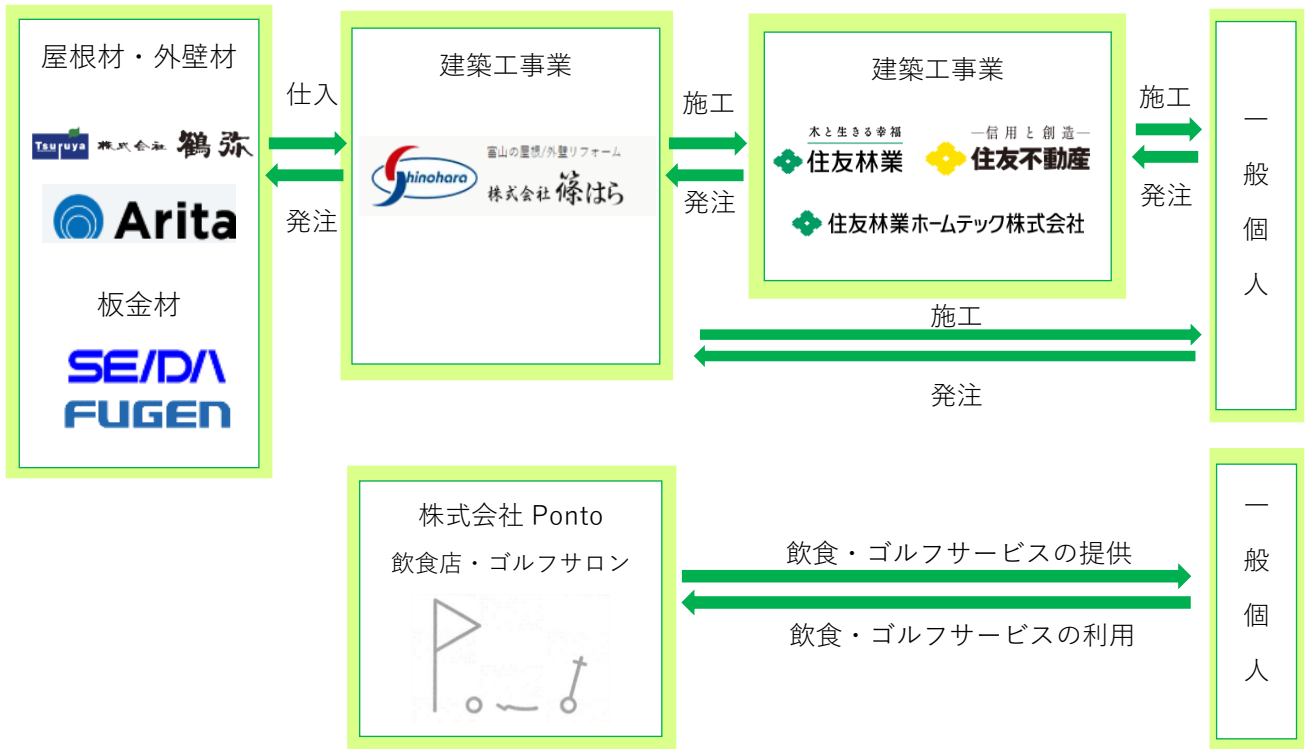 屋根材・外壁材
Tsuruya 株式会社 鶴弥
Arita
板金材
SEIDA
FUGEN
仕入
発注
建築工事業
Shinohara
富山の屋根/外壁リフォーム
株式会社 篠はら
施工
発注
建築工事業
木と生きる幸福
住友林業
―信用と創造―
住友不動産
住友林業ホームテック株式会社
施工
発注
一般個人
施工
発注
株式会社 Ponto
飲食店・ゴルフサロン
飲食・ゴルフサービスの提供
飲食・ゴルフサービスの利用
一般個人